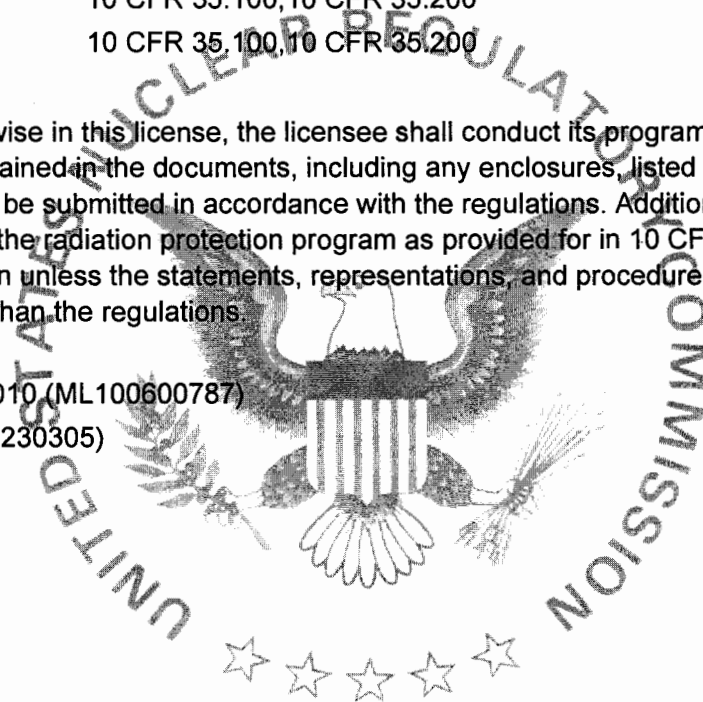 10 CFR 35.100,10 CFR 35.200
10 CFR 35.100,10 CFR 35.200
wise in this license, the licensee shall conduct its program
ained in the documents, including any enclosures, listed
be submitted in accordance with the regulations. Addition
the radiation protection program as provided for in 10 CF
n unless the statements, representations, and procedure
han the regulations.
010 (ML100600787)
230305)
UNITED STATES NUCLEAR REGULATORY COMMISSION